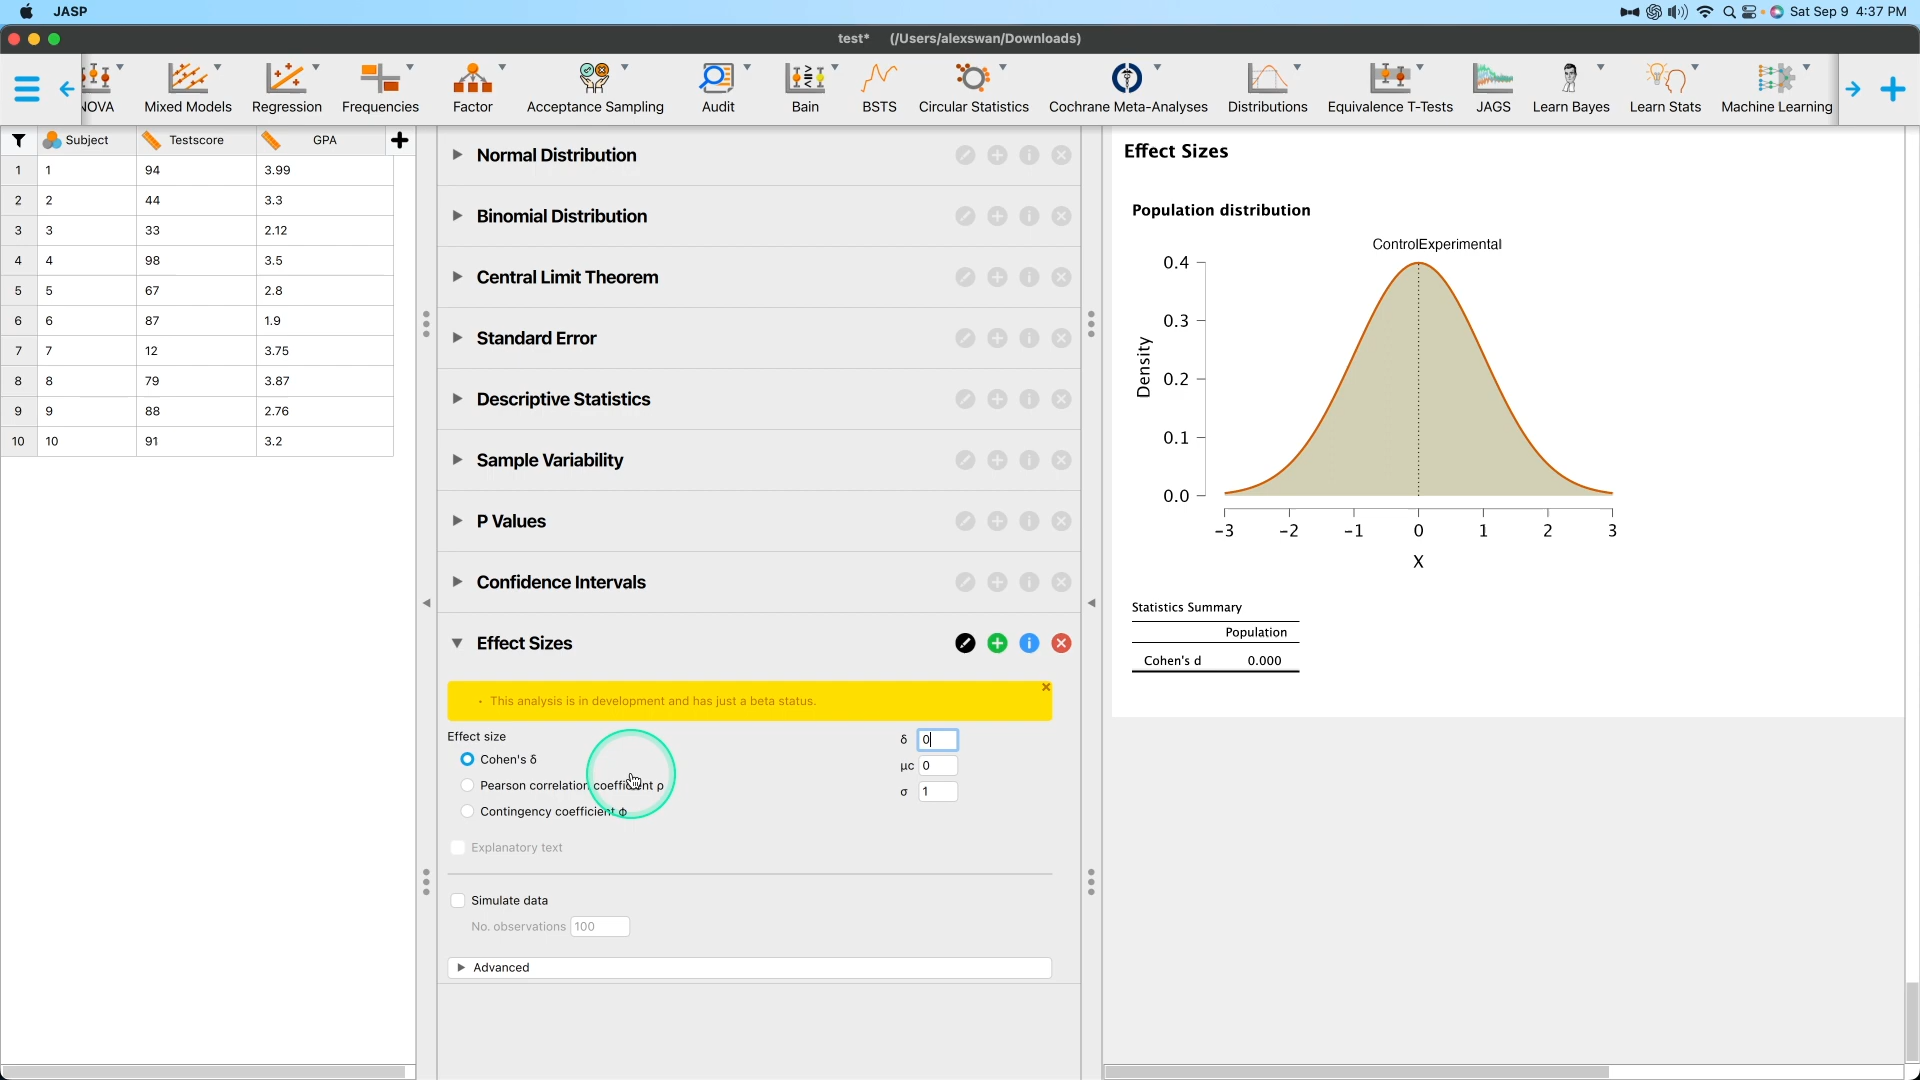 JASP
Sat Sep 9 4:37 PM
test* (/Users/alexswan/Downloads)
NOVA
Mixed Models
Regression
Frequencies
Factor
Acceptance Sampling
Audit
Bain
BSTS
Circular Statistics
Cochrane Meta-Analyses
Distributions
Equivalence T-Tests
JAGS
Learn Bayes
Learn Stats
Machine Learning
Subject Testscore GPA
1 1 94 3.99
2 2 44 3.3
3 3 33 2.12
4 4 98 3.5
5 5 67 2.8
6 6 87 1.9
7 7 12 3.75
8 8 79 3.87
9 9 88 2.76
10 10 91 3.2
Normal Distribution
Binomial Distribution
Central Limit Theorem
Standard Error
Descriptive Statistics
Sample Variability
P Values
Confidence Intervals
Effect Sizes
• This analysis is in development and has just a beta status.
Effect size
Cohen's δ
Pearson correlation coefficient ρ
Contingency coefficient Φ
δ 0
μc 0
σ 1
Explanatory text
Simulate data
No. observations 100
Advanced
Effect Sizes
Population distribution
ControlExperimental
0.4
0.3
0.2
0.1
0.0
Density
-3 -2 -1 0 1 2 3
X
Statistics Summary
Population
Cohen's d 0.000